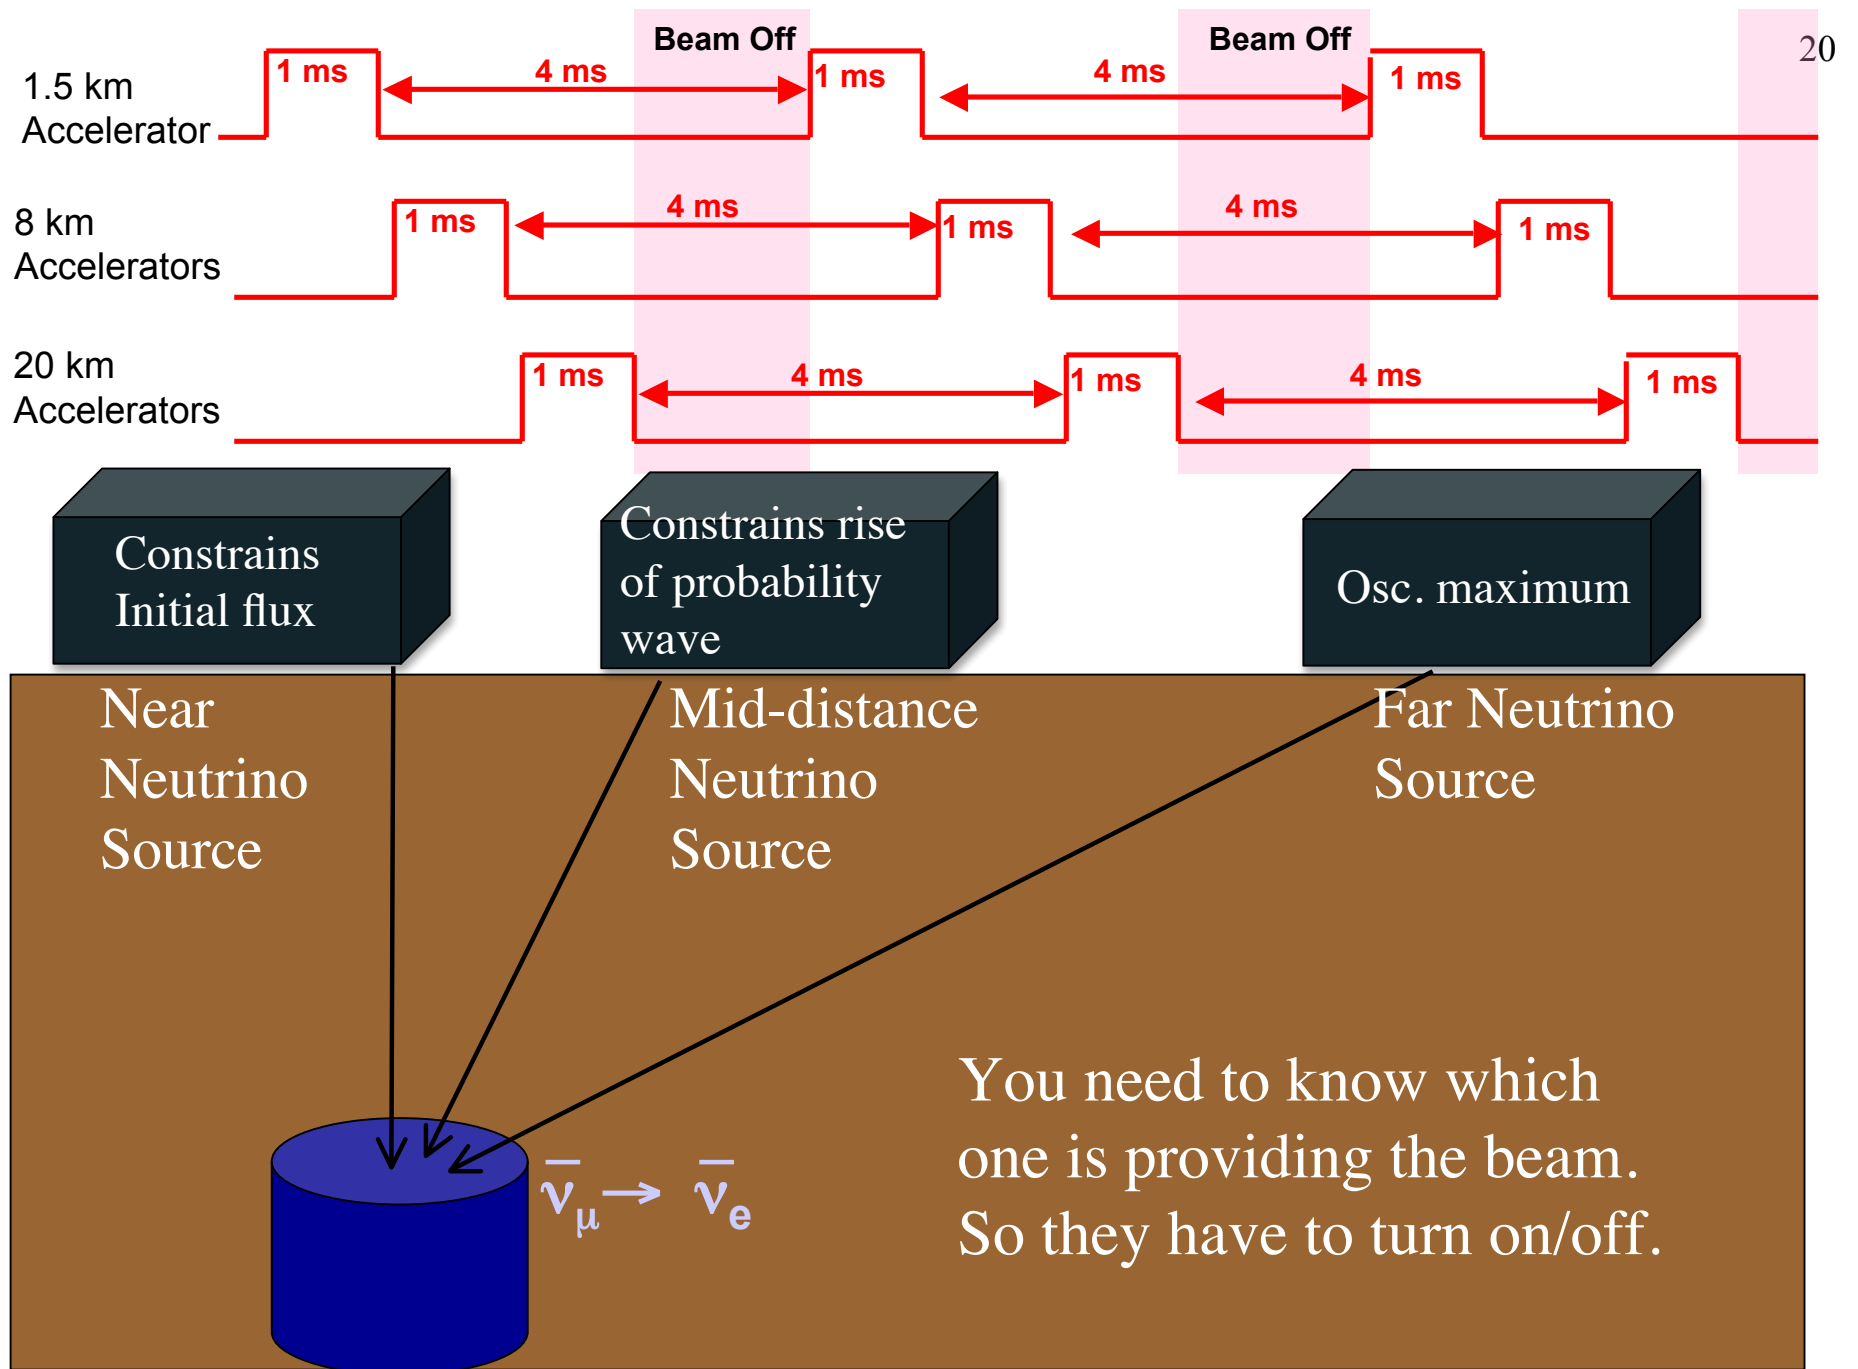 Beam Off
Beam Off
20
1.5 km
Accelerator
1 ms
4 ms
1 ms
4 ms
1 ms
8 km
Accelerators
1 ms
4 ms
1 ms
4 ms
1 ms
20 km
Accelerators
1 ms
4 ms
1 ms
4 ms
1 ms
Constrains
Initial flux
Constrains rise
of probability
wave
Osc. maximum
Near
Neutrino
Source
Mid-distance
Neutrino
Source
Far Neutrino
Source
ν̅μ → ν̅e
You need to know which
one is providing the beam.
So they have to turn on/off.